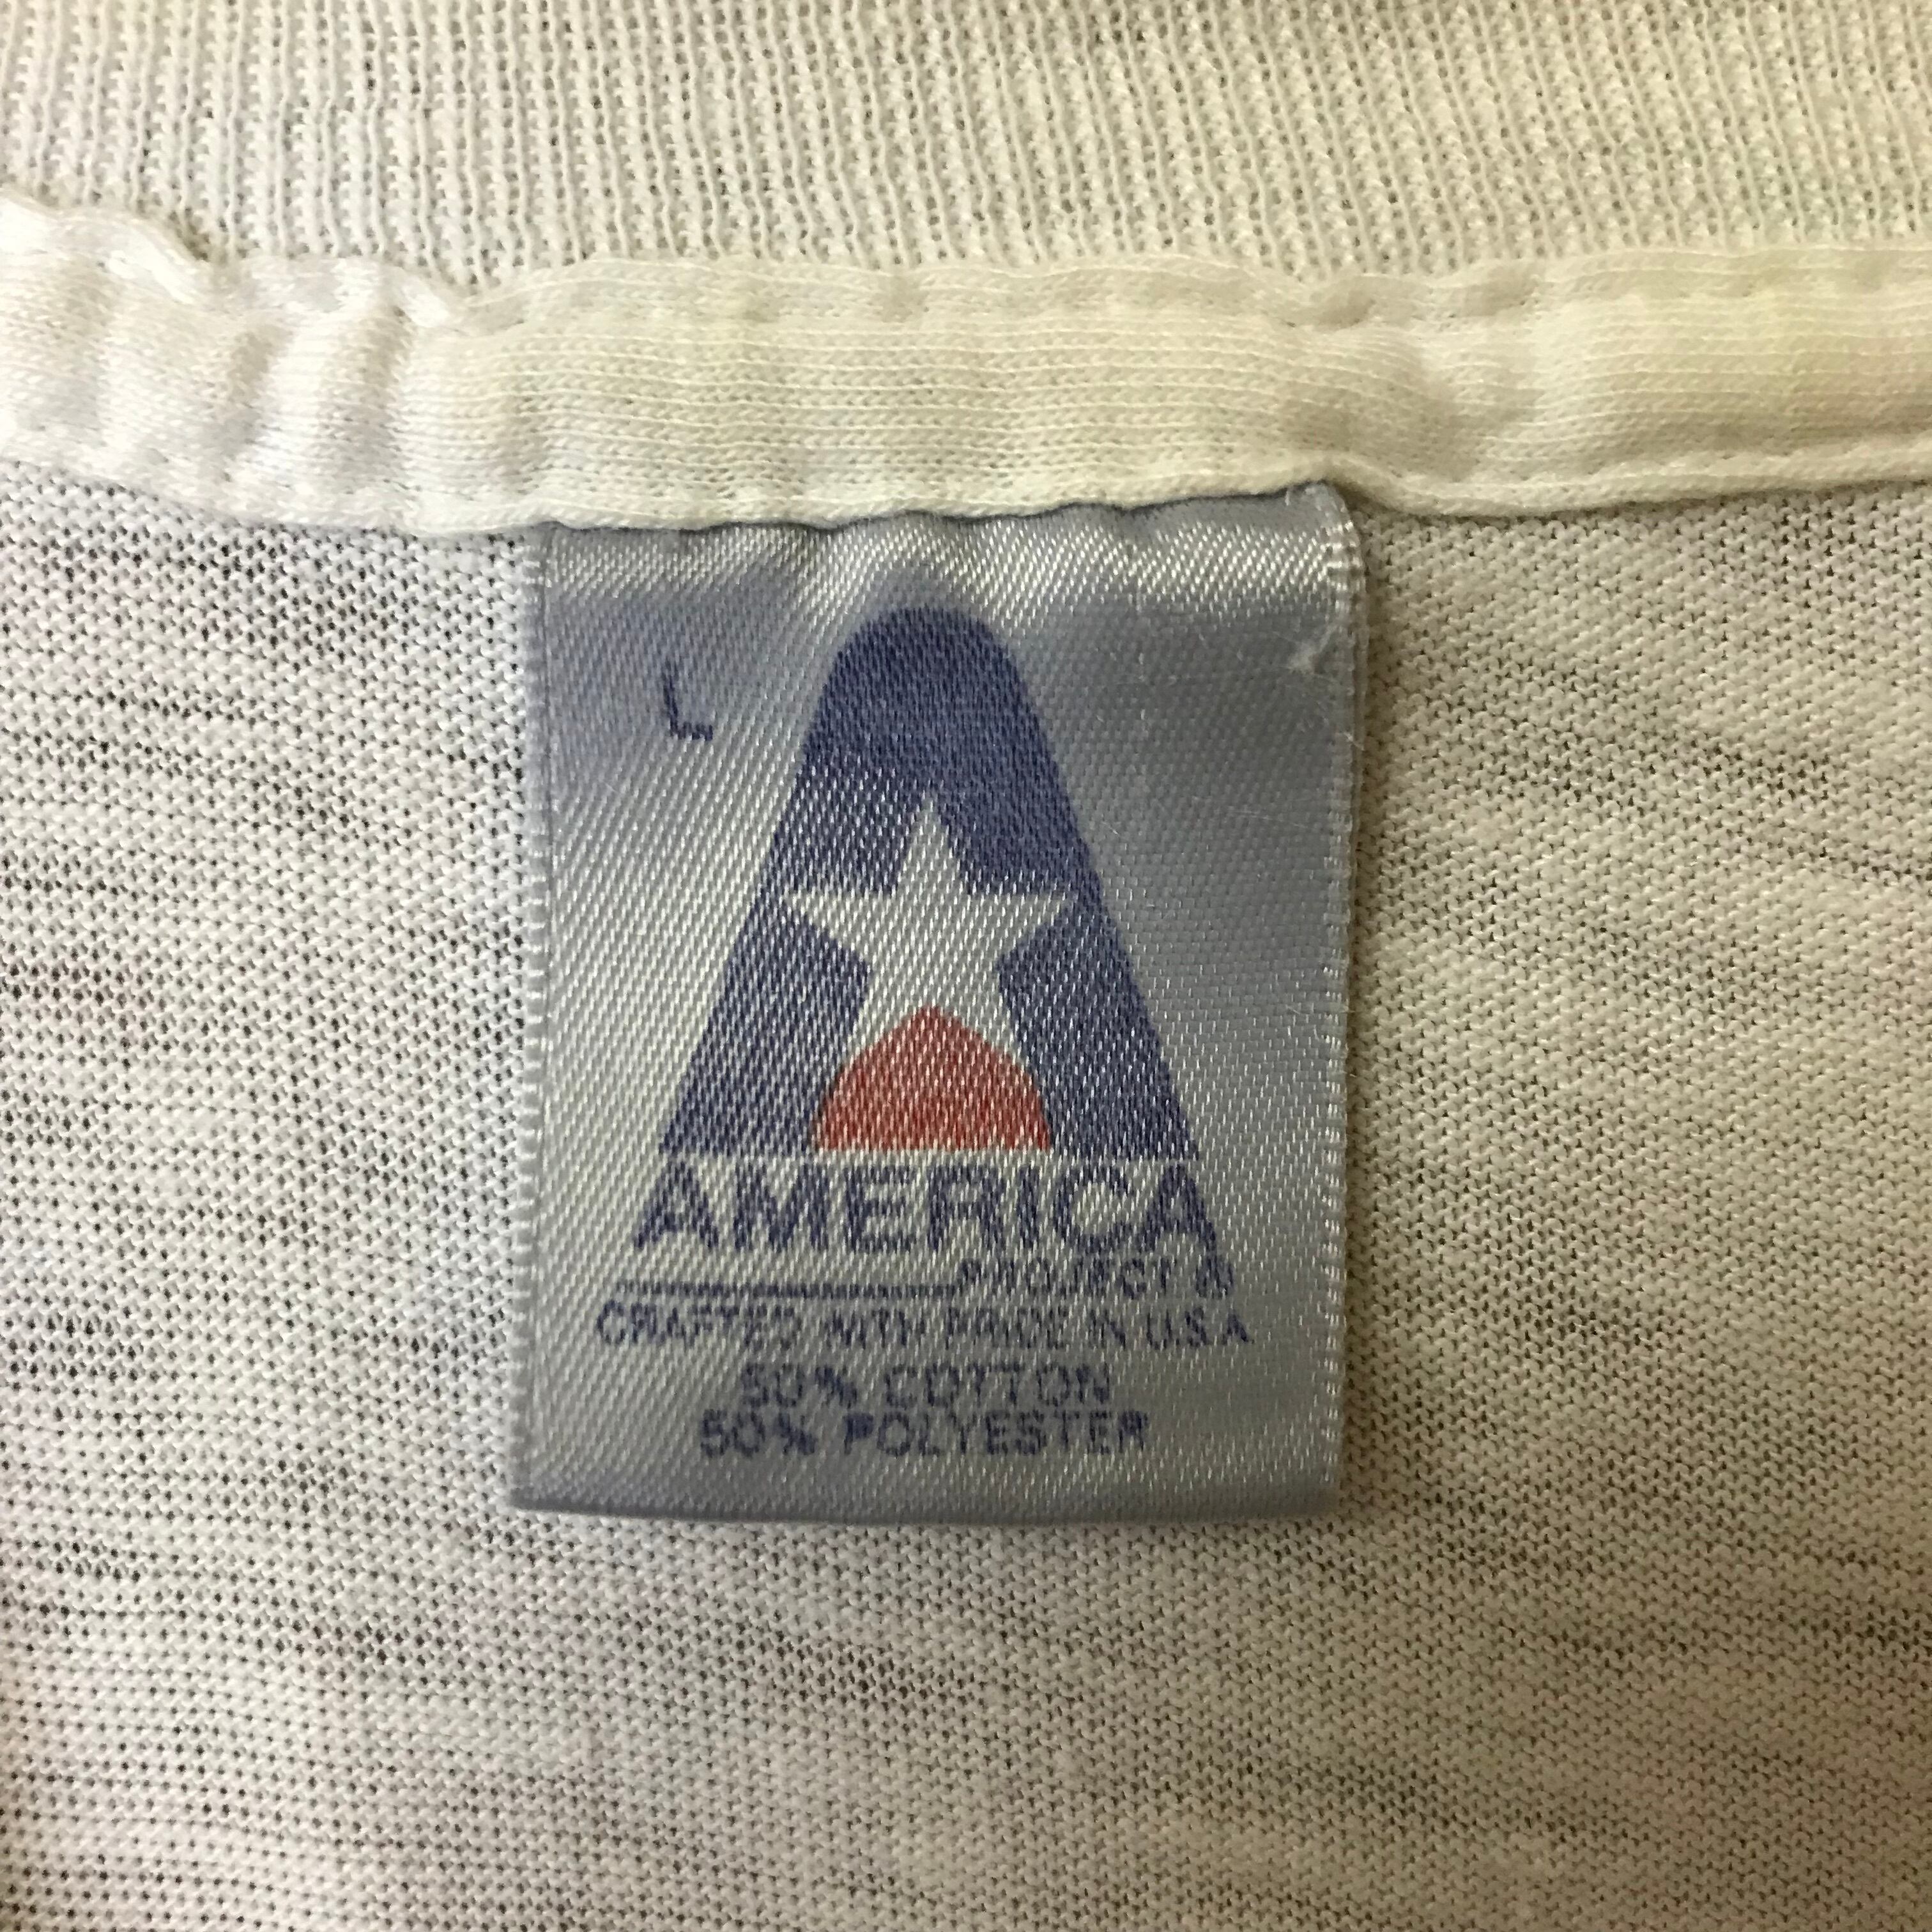 L
AMERICA
PROJECT ®
CRAFTED WITH PRIDE IN U.S.A
50% COTTON
50% POLYESTER